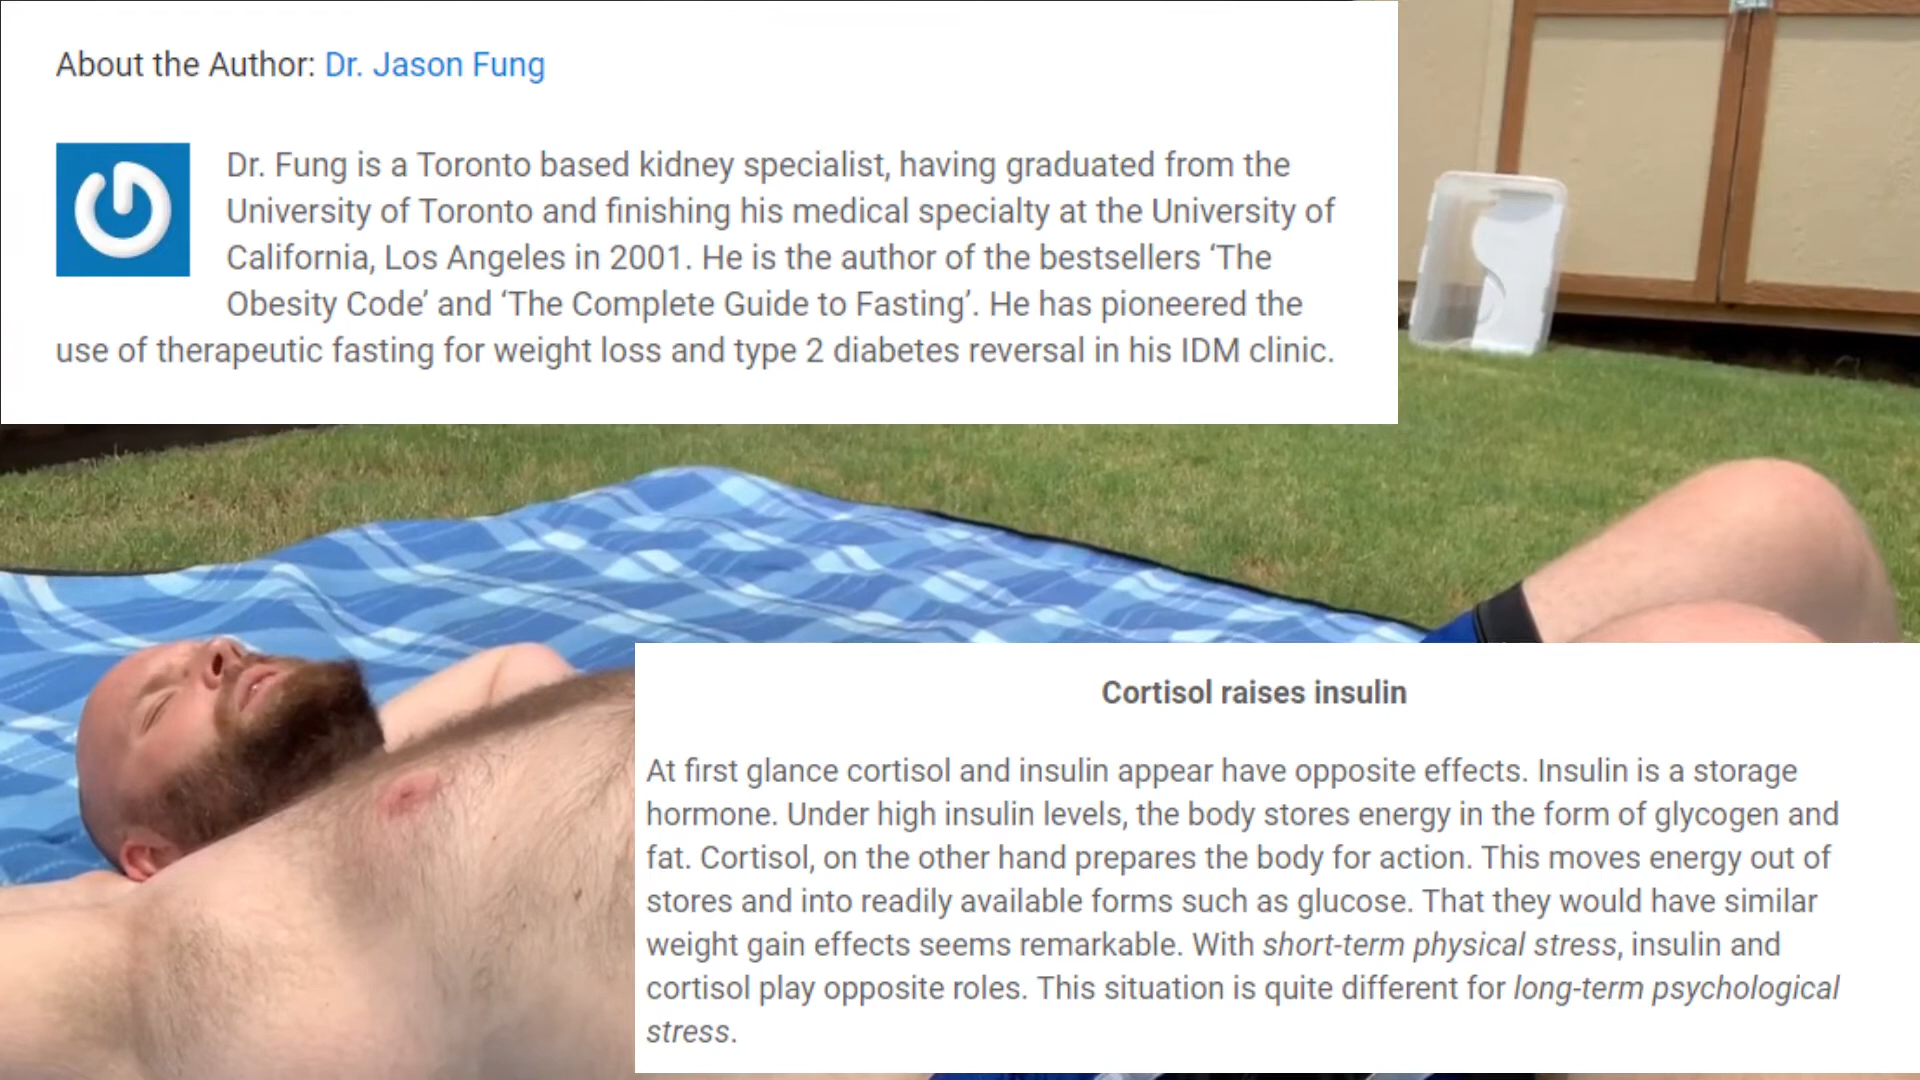 About the Author: Dr. Jason Fung
Dr. Fung is a Toronto based kidney specialist, having graduated from the
University of Toronto and finishing his medical specialty at the University of
California, Los Angeles in 2001. He is the author of the bestsellers ‘The
Obesity Code’ and ‘The Complete Guide to Fasting’. He has pioneered the
use of therapeutic fasting for weight loss and type 2 diabetes reversal in his IDM clinic.
Cortisol raises insulin
At first glance cortisol and insulin appear have opposite effects. Insulin is a storage
hormone. Under high insulin levels, the body stores energy in the form of glycogen and
fat. Cortisol, on the other hand prepares the body for action. This moves energy out of
stores and into readily available forms such as glucose. That they would have similar
weight gain effects seems remarkable. With short-term physical stress, insulin and
cortisol play opposite roles. This situation is quite different for long-term psychological
stress.